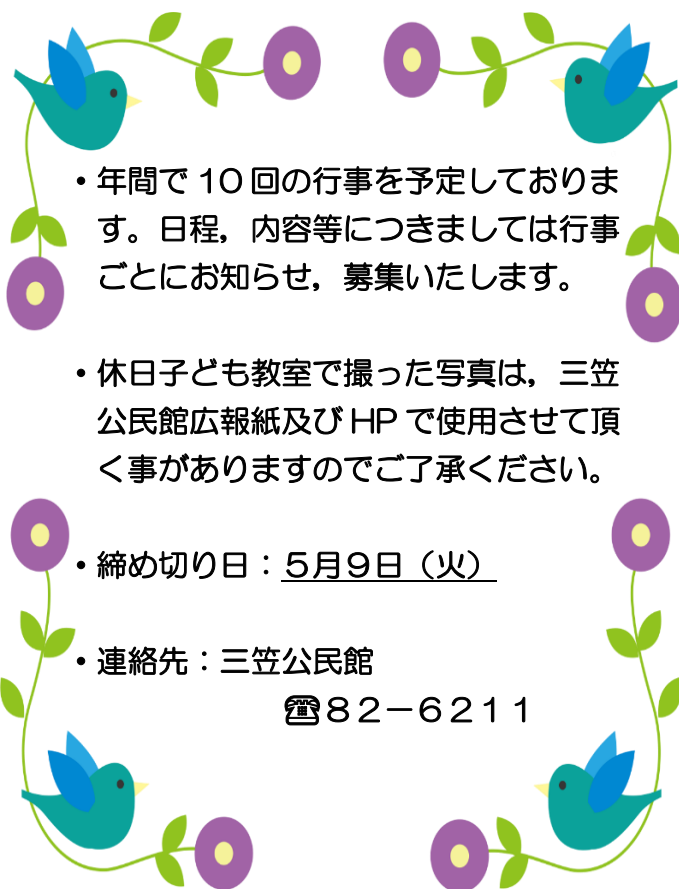 ・年間で 10 回の行事を予定しておりま
す。日程，内容等につきましては行事
ごとにお知らせ，募集いたします。
・休日子ども教室で撮った写真は，三笠
公民館広報紙及び HP で使用させて頂
く事がありますのでご了承ください。
・締め切り日：５月９日（火）
・連絡先：三笠公民館
☎８２－６２１１